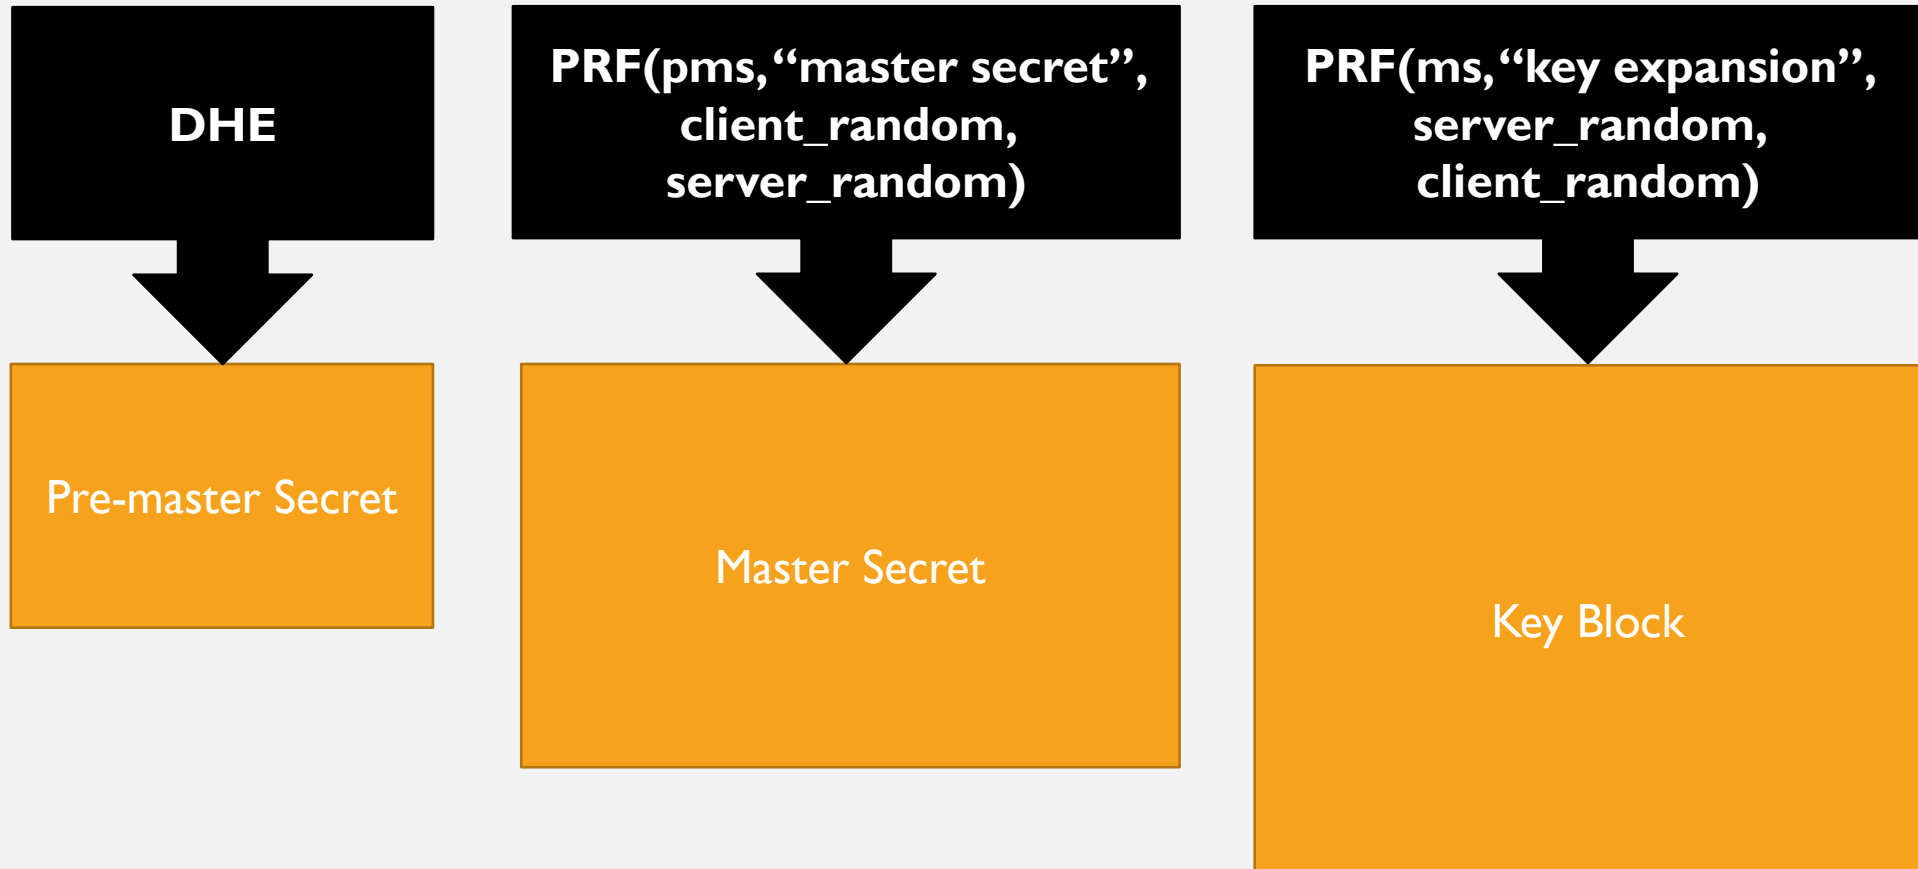 DHE
PRF(pms, “master secret”,
client_random,
server_random)
PRF(ms, “key expansion”,
server_random,
client_random)
Pre-master Secret
Master Secret
Key Block